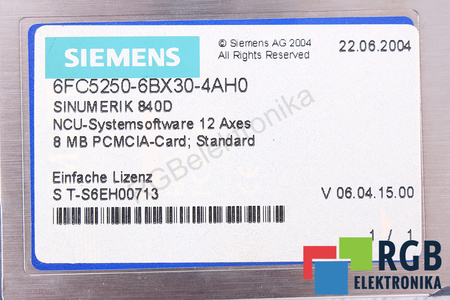 SIEMENS
© Siemens AG 2004
All Rights Reserved
22.06.2004
6FC5250-6BX30-4AH0
SINUMERIK 840D
NCU-Systemsoftware 12 Axes
8 MB PCMCIA-Card; Standard
Einfache Lizenz
S T-S6EH00713
V 06.04.15.00
1 / 1
RGBelektronika
RGB
ELEKTRONIKA